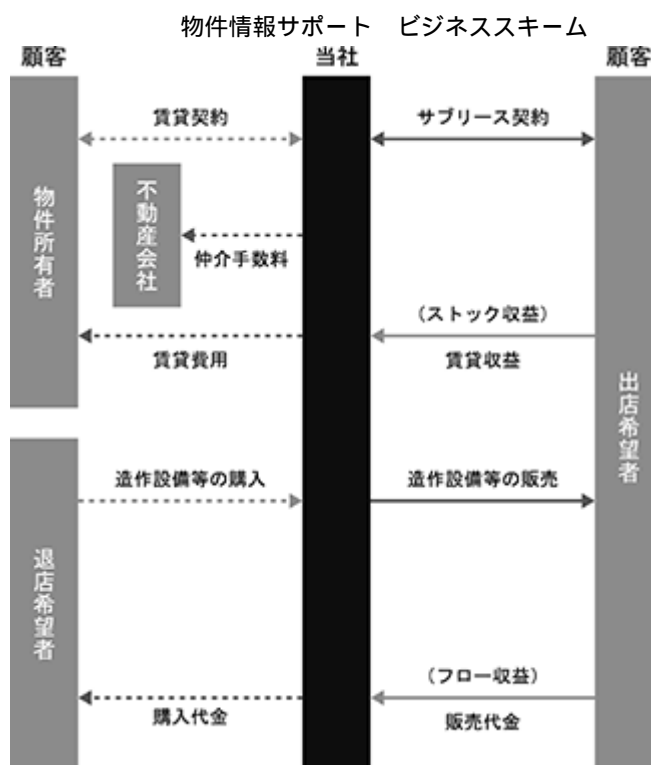 物件情報サポート ビジネススキーム
顧客 当社 顧客
賃貸契約 サブリース契約
物件所有者
不動産会社
仲介手数料
(ストック収益)
賃貸費用 賃貸収益
出店希望者
造作設備等の購入 造作設備等の販売
退店希望者
(フロー収益)
購入代金 販売代金